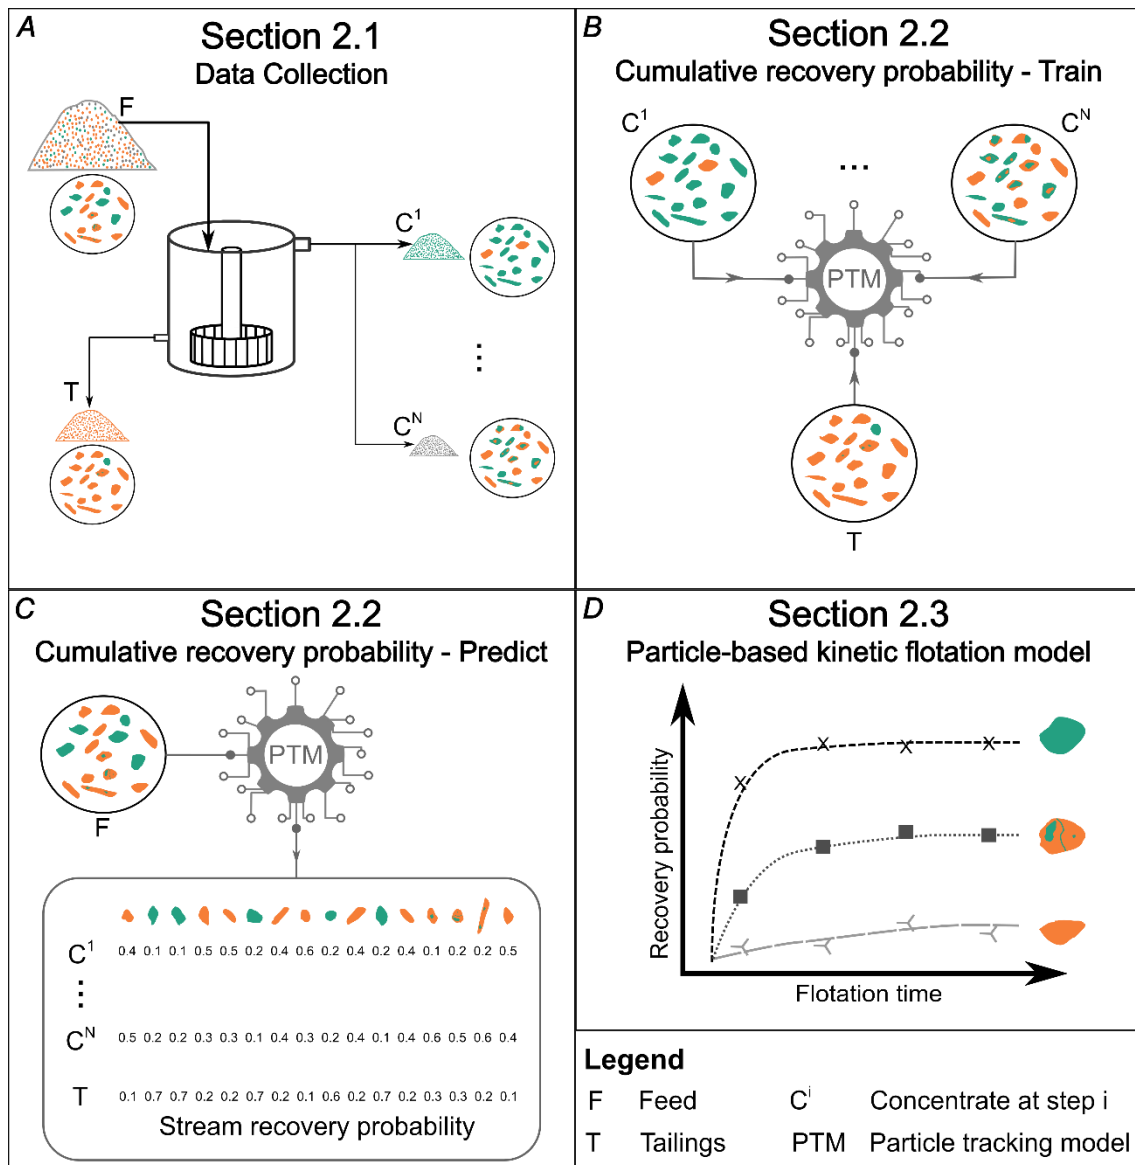 A
Section 2.1
Data Collection
F
C1
T
CN
B
Section 2.2
Cumulative recovery probability - Train
C1
...
CN
PTM
T
C
Section 2.2
Cumulative recovery probability - Predict
F
PTM
C1 0.4 0.1 0.1 0.5 0.5 0.2 0.4 0.6 0.2 0.4 0.1 0.2 0.1 0.2 0.2 0.5
CN 0.5 0.2 0.2 0.3 0.3 0.1 0.4 0.3 0.2 0.4 0.1 0.4 0.6 0.5 0.6 0.4
T 0.1 0.7 0.7 0.2 0.2 0.7 0.2 0.1 0.6 0.2 0.7 0.2 0.3 0.3 0.2 0.1
Stream recovery probability
D
Section 2.3
Particle-based kinetic flotation model
Recovery probability
Flotation time
Legend
F Feed
Ci Concentrate at step i
T Tailings
PTM Particle tracking model